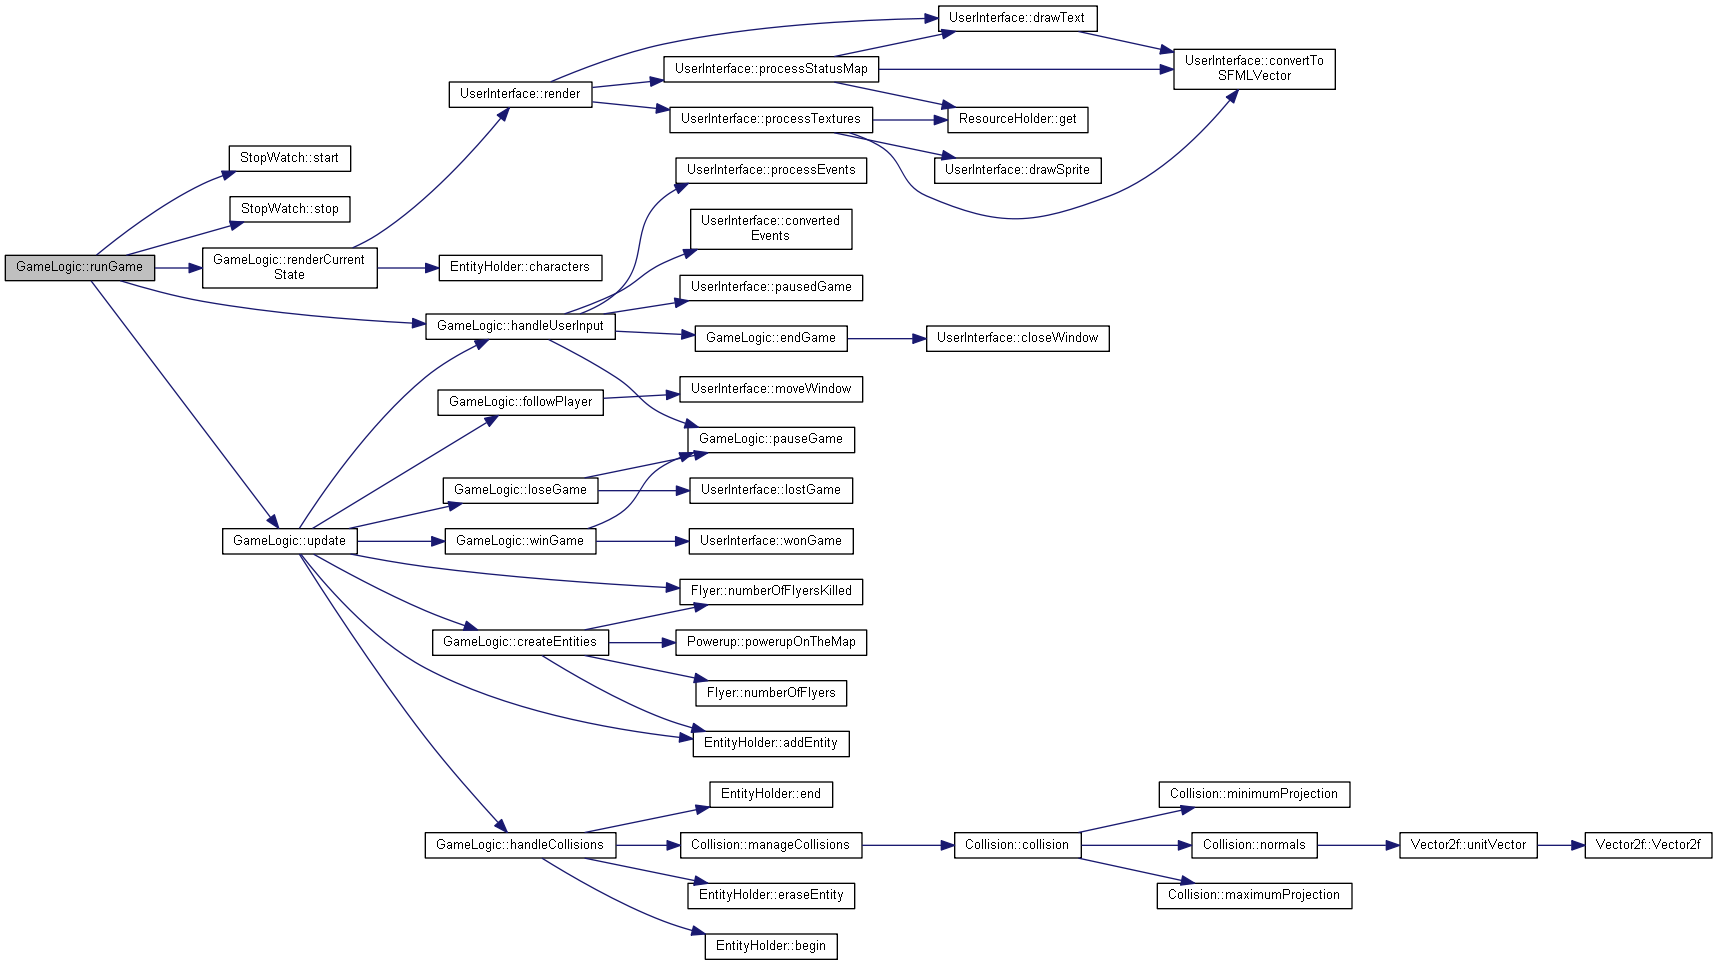 UserInterface::drawText
UserInterface::convertTo
SFMLVector
UserInterface::processStatusMap
UserInterface::render
ResourceHolder::get
UserInterface::processTextures
StopWatch::start
UserInterface::drawSprite
UserInterface::processEvents
StopWatch::stop
UserInterface::converted
Events
GameLogic::runGame
GameLogic::renderCurrent
State
EntityHolder::characters
UserInterface::pausedGame
GameLogic::handleUserInput
GameLogic::endGame
UserInterface::closeWindow
GameLogic::followPlayer
UserInterface::moveWindow
GameLogic::pauseGame
GameLogic::loseGame
UserInterface::lostGame
GameLogic::update
GameLogic::winGame
UserInterface::wonGame
Flyer::numberOfFlyersKilled
GameLogic::createEntities
Powerup::powerupOnTheMap
Flyer::numberOfFlyers
EntityHolder::addEntity
EntityHolder::end
Collision::minimumProjection
GameLogic::handleCollisions
Collision::manageCollisions
Collision::collision
Collision::normals
Vector2f::unitVector
Vector2f::Vector2f
EntityHolder::eraseEntity
Collision::maximumProjection
EntityHolder::begin